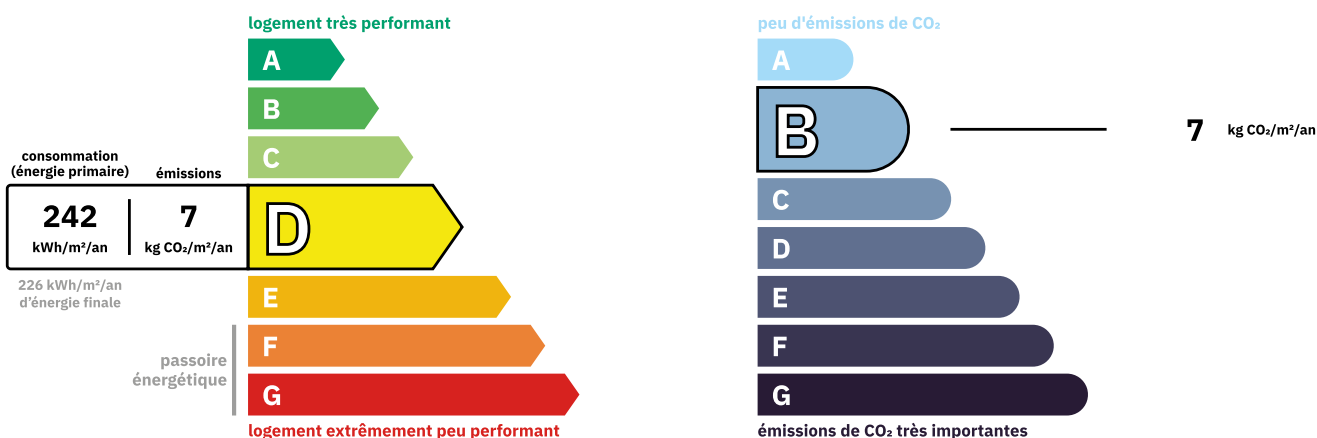 logement très performant
A
B
C
consommation
(énergie primaire)
émissions
242
kWh/m²/an
7
kg CO₂/m²/an
D
226 kWh/m²/an
d'énergie finale
E
passoire
énergétique
F
G
logement extrêmement peu performant
peu d'émissions de CO₂
A
B
7 kg CO₂/m²/an
C
D
E
F
G
émissions de CO₂ très importantes